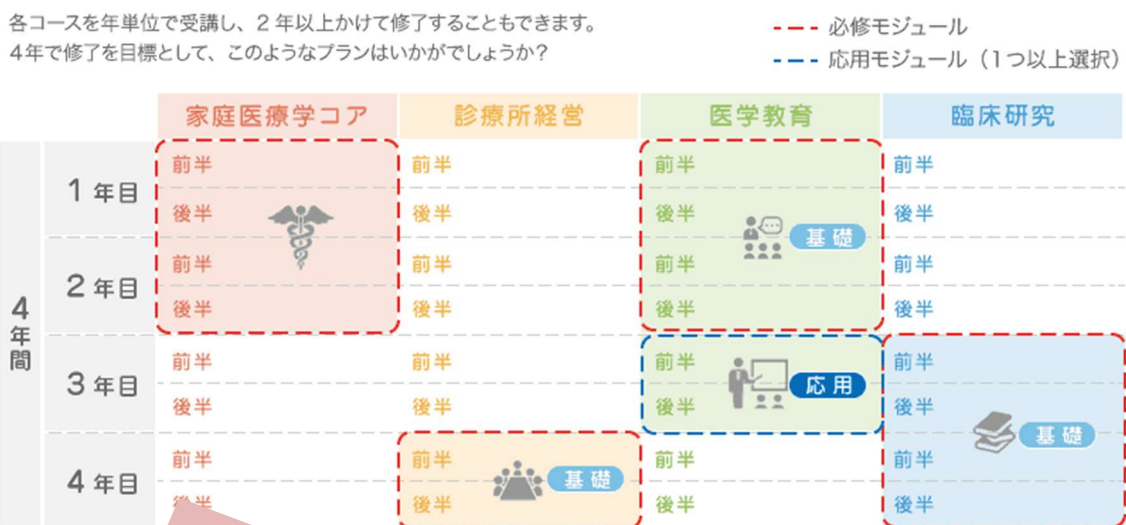 各コースを年単位で受講し、2年以上かけて修了することもできます。
4年で修了を目標として、このようなプランはいかがでしょうか？
必修モジュール
応用モジュール（1つ以上選択）
家庭医療学コア 診療所経営 医学教育 臨床研究
4年間
1年目
前半 前半 前半 前半
後半 後半 後半 後半
基礎
2年目
前半 前半 前半 前半
後半 後半 後半 後半
3年目
前半 前半 前半 前半
応用
後半 後半 後半 後半
基礎
4年目
前半 前半 前半 前半
基礎
後半 後半 後半 後半